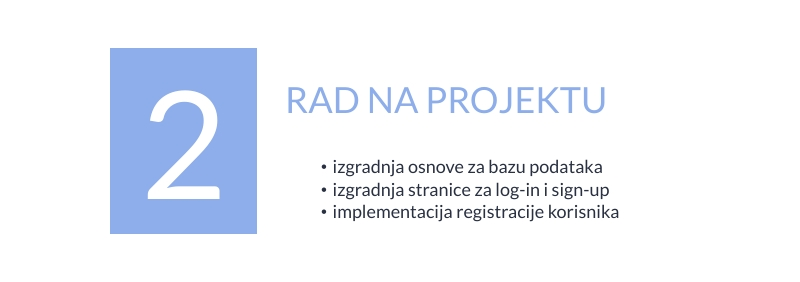 2
RAD NA PROJEKTU
• izgradnja osnove za bazu podataka
• izgradnja stranice za log-in i sign-up
• implementacija registracije korisnika